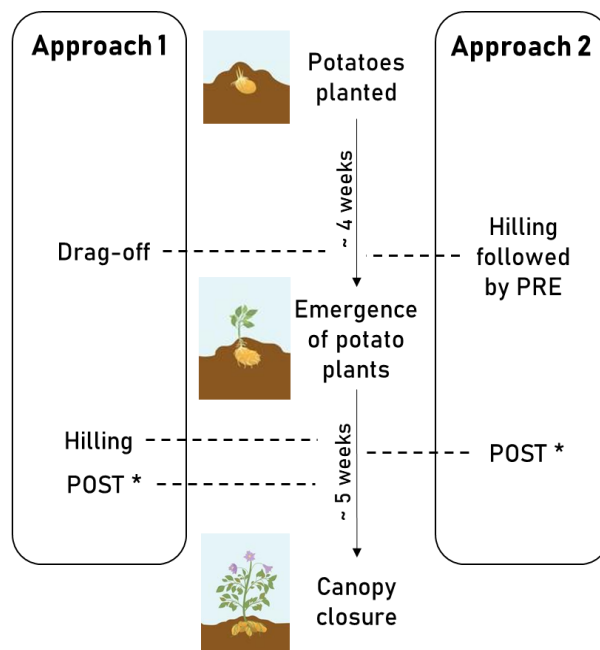 Approach 1
Approach 2
Potatoes
planted
~ 4 weeks
Drag-off
Hilling
followed
by PRE
Emergence
of potato
plants
Hilling
POST *
~ 5 weeks
POST *
Canopy
closure